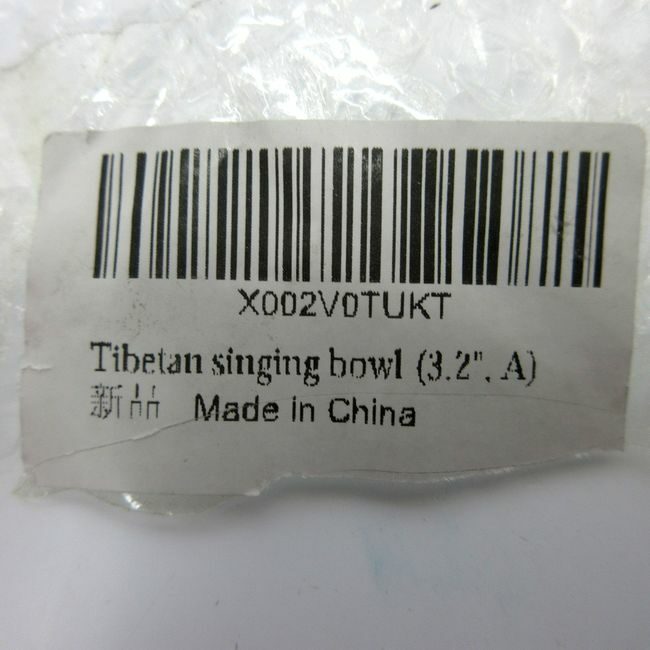 X002V0TUKT
Tibetan singing bowl (3.2", A)
新品 Made in China